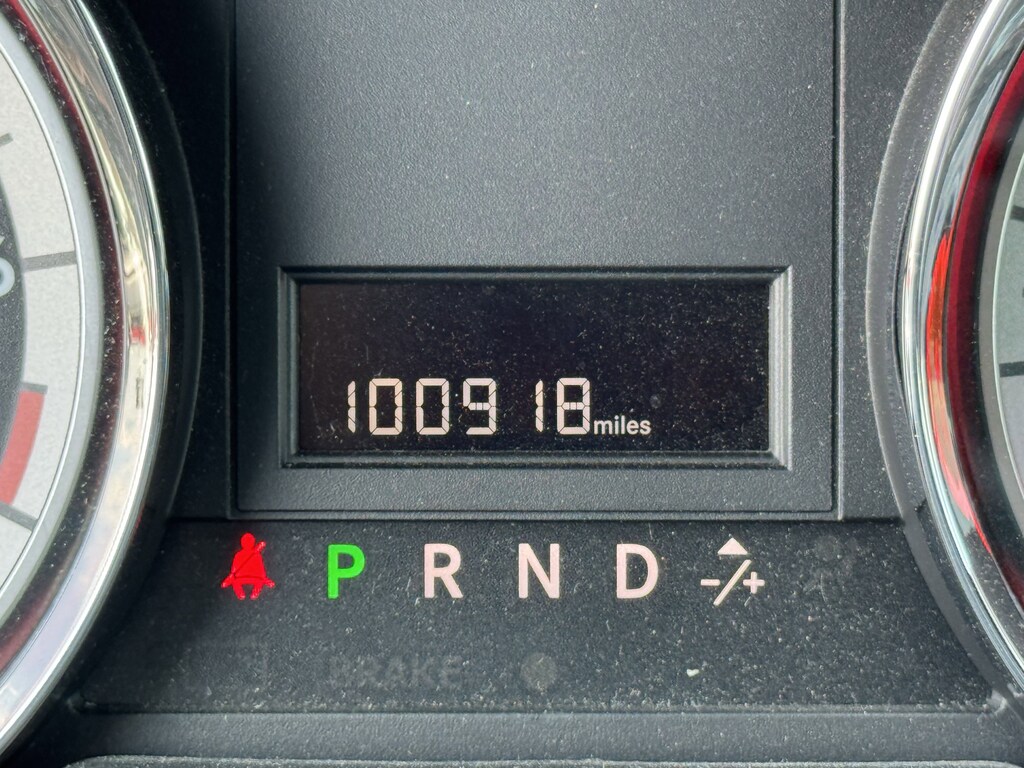 100918 miles
P R N D -/+
BRAKE